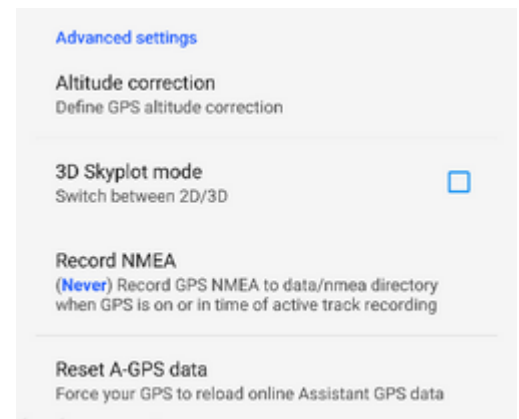 Advanced settings
Altitude correction
Define GPS altitude correction
3D Skyplot mode
Switch between 2D/3D
Record NMEA
(Never) Record GPS NMEA to data/nmea directory
when GPS is on or in time of active track recording
Reset A-GPS data
Force your GPS to reload online Assistant GPS data